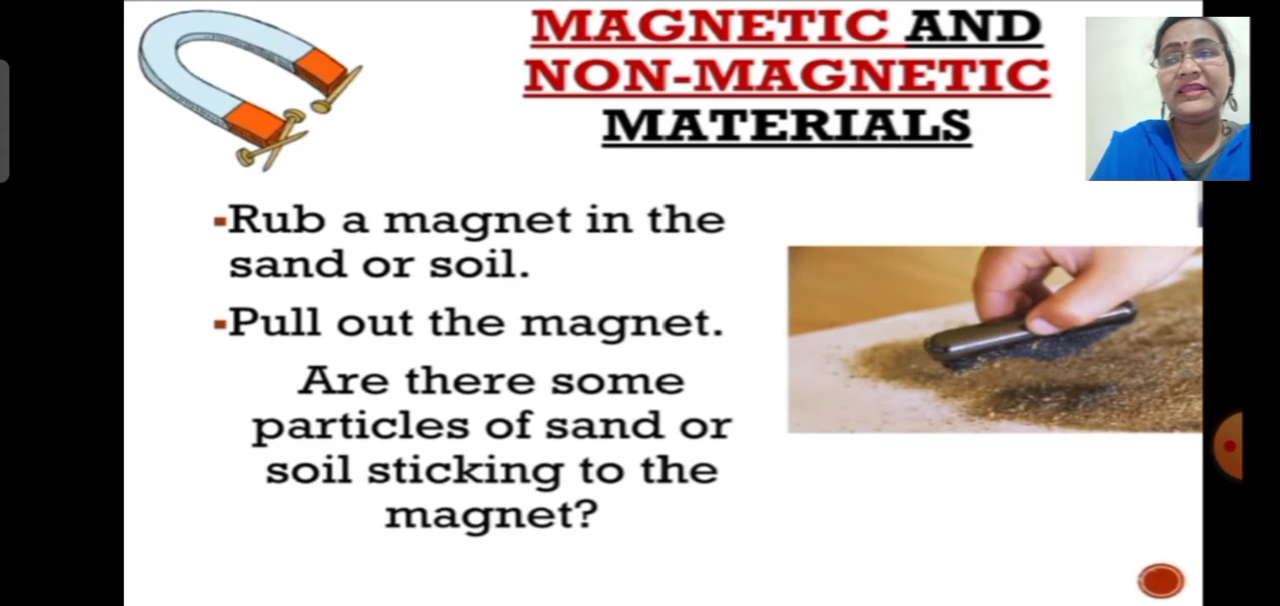 MAGNETIC AND
NON-MAGNETIC
MATERIALS
▪Rub a magnet in the
sand or soil.
▪Pull out the magnet.
Are there some
particles of sand or
soil sticking to the
magnet?